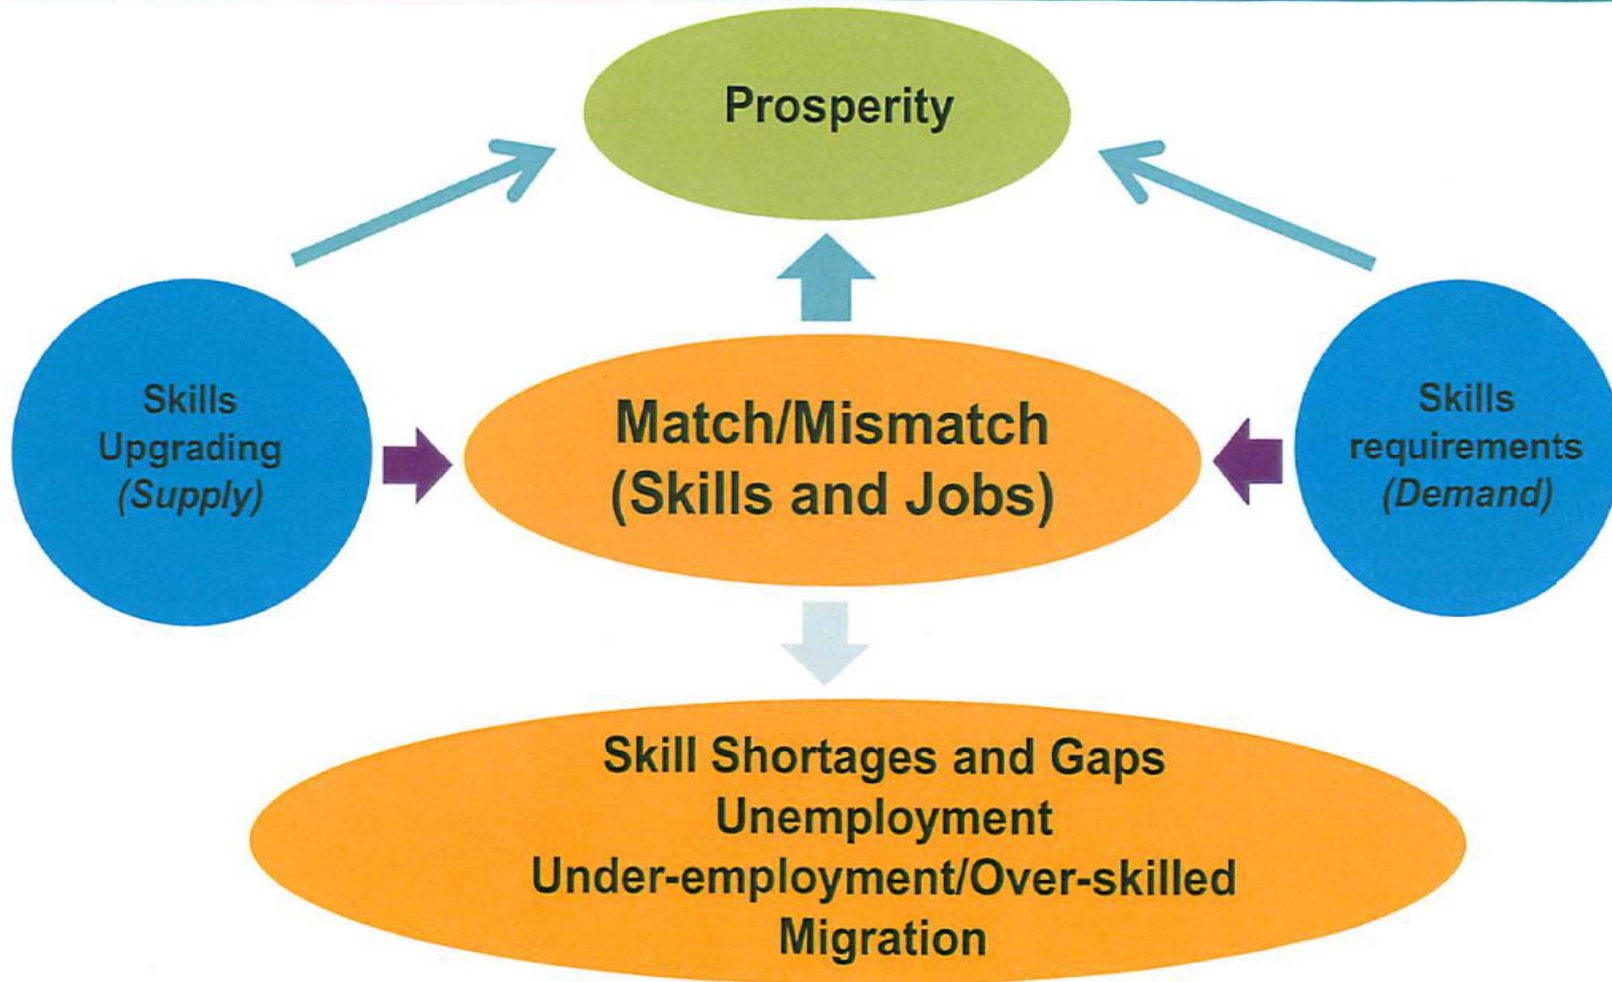 Prosperity
Skills
Upgrading
(Supply)
Match/Mismatch
(Skills and Jobs)
Skills
requirements
(Demand)
Skill Shortages and Gaps
Unemployment
Under-employment/Over-skilled
Migration